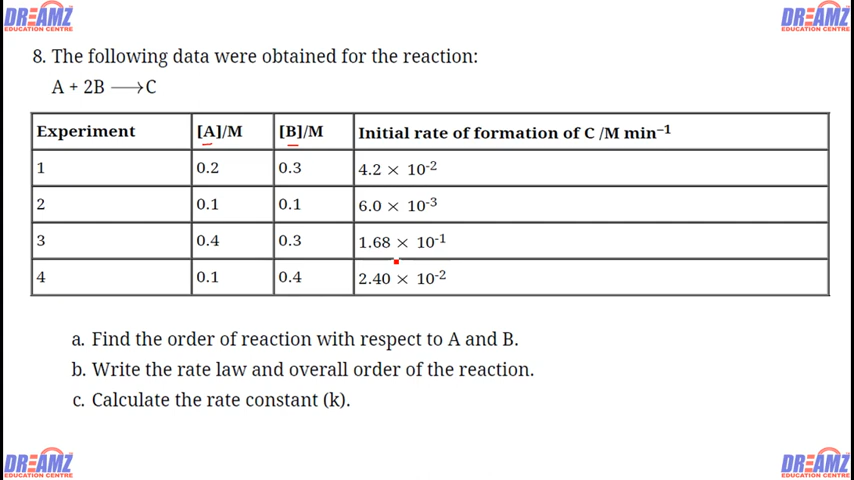 DREAMZ
EDUCATION CENTRE
DREAMZ
EDUCATION CENTRE
8. The following data were obtained for the reaction:
A + 2B ⟶ C
Experiment [A]/M [B]/M Initial rate of formation of C /M min⁻¹
1 0.2 0.3 4.2 × 10⁻²
2 0.1 0.1 6.0 × 10⁻³
3 0.4 0.3 1.68 × 10⁻¹
4 0.1 0.4 2.40 × 10⁻²
a. Find the order of reaction with respect to A and B.
b. Write the rate law and overall order of the reaction.
c. Calculate the rate constant (k).
DREAMZ
EDUCATION CENTRE
DREAMZ
EDUCATION CENTRE